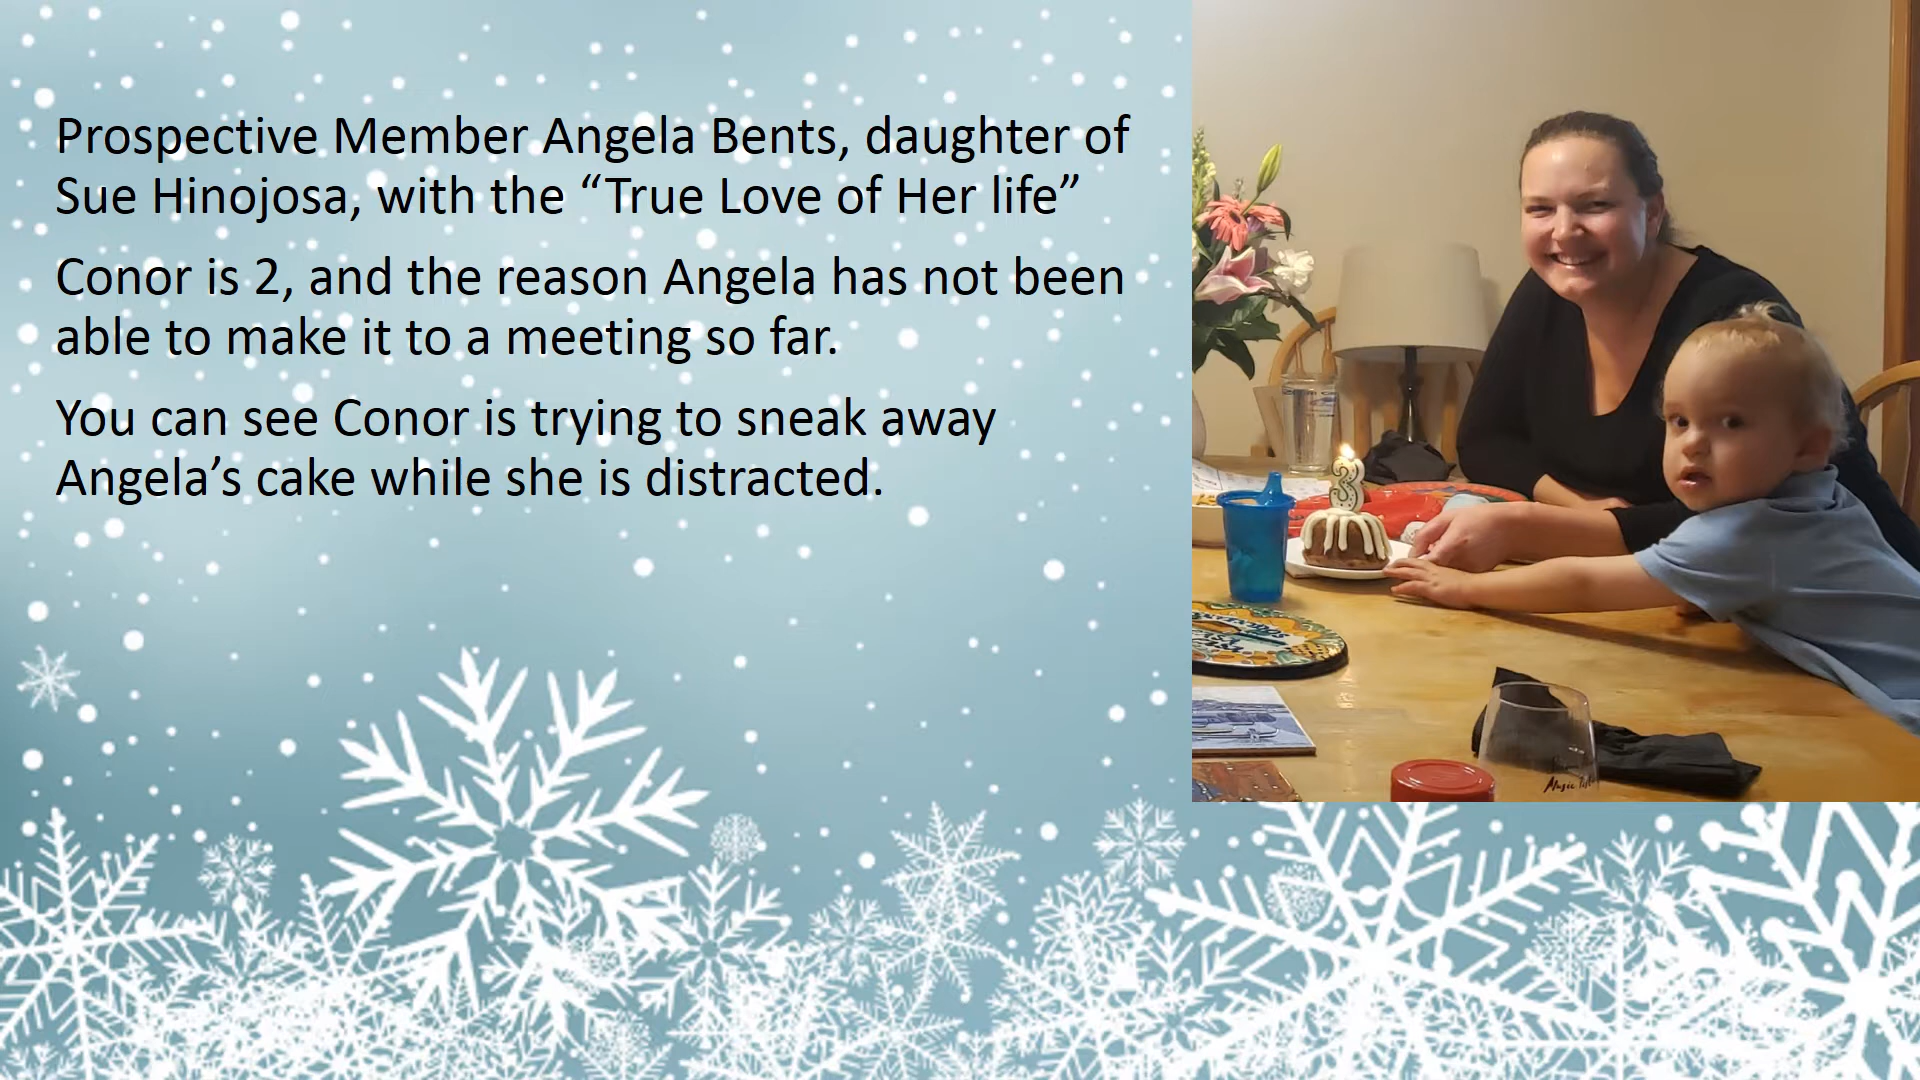 Prospective Member Angela Bents, daughter of
Sue Hinojosa, with the “True Love of Her life”
Conor is 2, and the reason Angela has not been
able to make it to a meeting so far.
You can see Conor is trying to sneak away
Angela’s cake while she is distracted.
3
Music